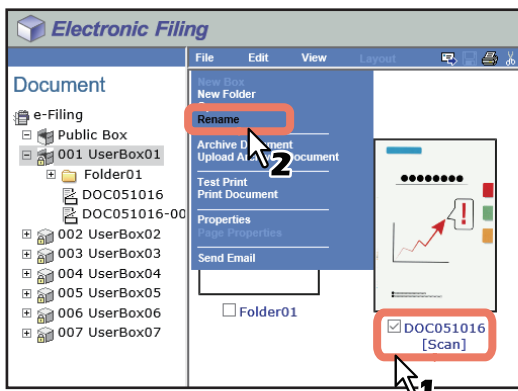 Electronic Filing
File Edit View Layout
Document
e-Filing
Public Box
001 UserBox01
Folder01
DOC051016
DOC051016-00
002 UserBox02
003 UserBox03
004 UserBox04
005 UserBox05
006 UserBox06
007 UserBox07
New Box
New Folder
Rename
Archive Document
Upload Document
Test Print
Print Document
Properties
Page Properties
Send Email
2
Folder01
!
DOC051016
[Scan]
1